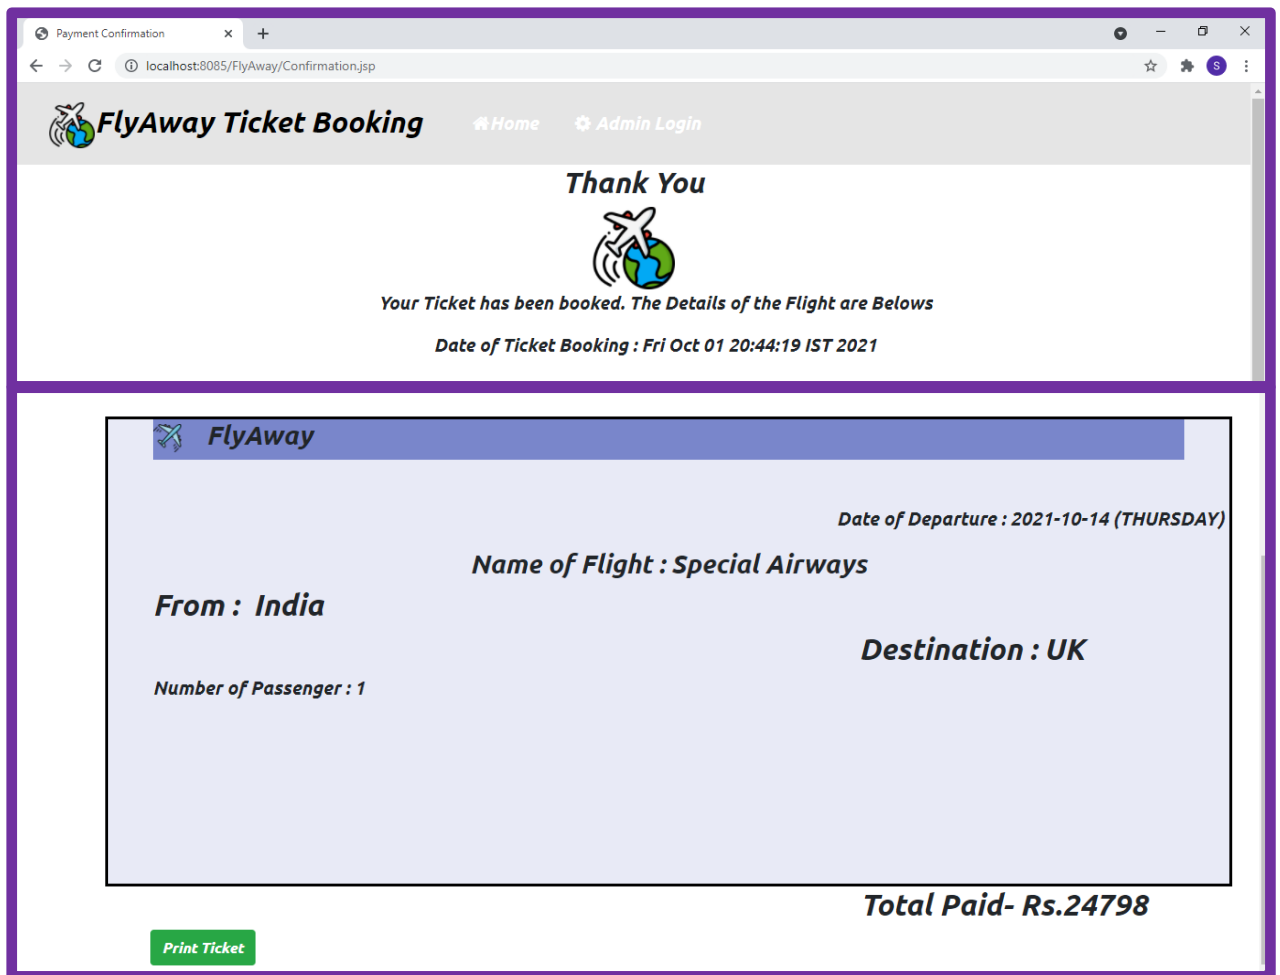 Payment Confirmation
localhost:8085/FlyAway/Confirmation.jsp
S
FlyAway Ticket Booking Home Admin Login
Thank You
Your Ticket has been booked. The Details of the Flight are Belows
Date of Ticket Booking : Fri Oct 01 20:44:19 IST 2021
FlyAway
Date of Departure : 2021-10-14 (THURSDAY)
Name of Flight : Special Airways
From : India
Destination : UK
Number of Passenger : 1
Total Paid- Rs.24798
Print Ticket